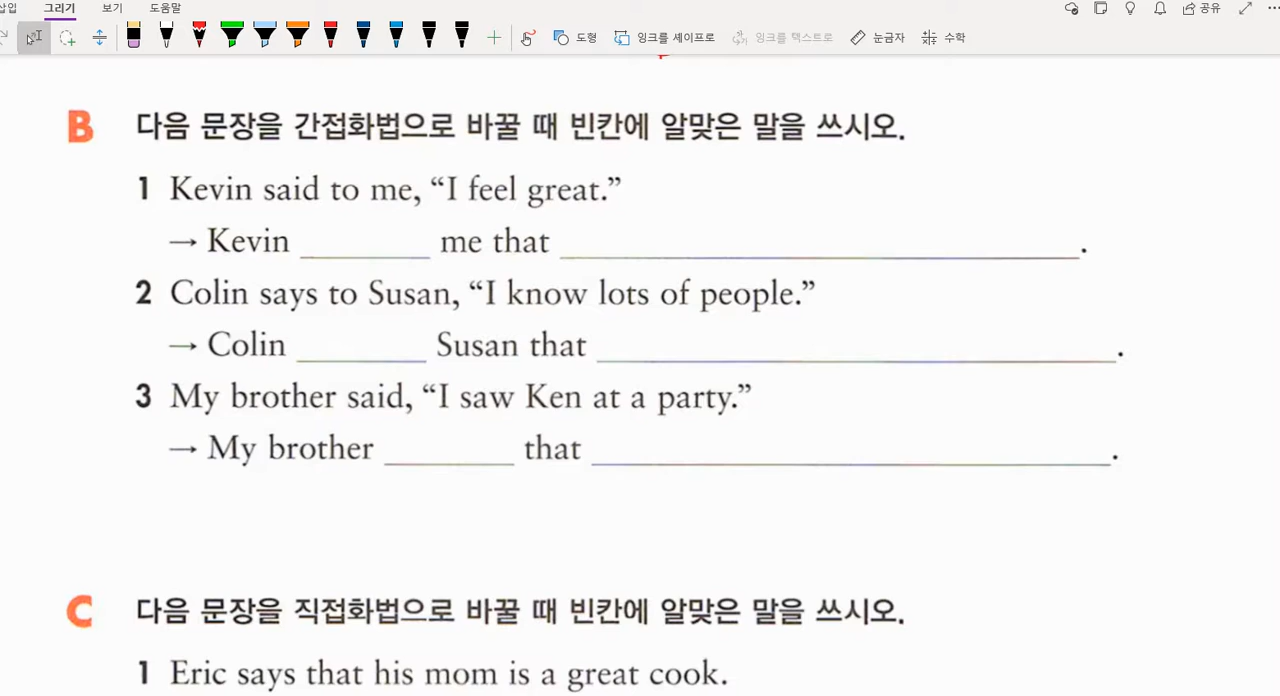 삽입 그리기 보기 도움말 공유
도형 잉크를 셰이프로 잉크를 텍스트로 눈금자 수학
B 다음 문장을 간접화법으로 바꿀 때 빈칸에 알맞은 말을 쓰시오.
1 Kevin said to me, “I feel great.”
→ Kevin ________ me that ________________.
2 Colin says to Susan, “I know lots of people.”
→ Colin ________ Susan that ________________.
3 My brother said, “I saw Ken at a party.”
→ My brother ________ that ________________.
C 다음 문장을 직접화법으로 바꿀 때 빈칸에 알맞은 말을 쓰시오.
1 Eric says that his mom is a great cook.